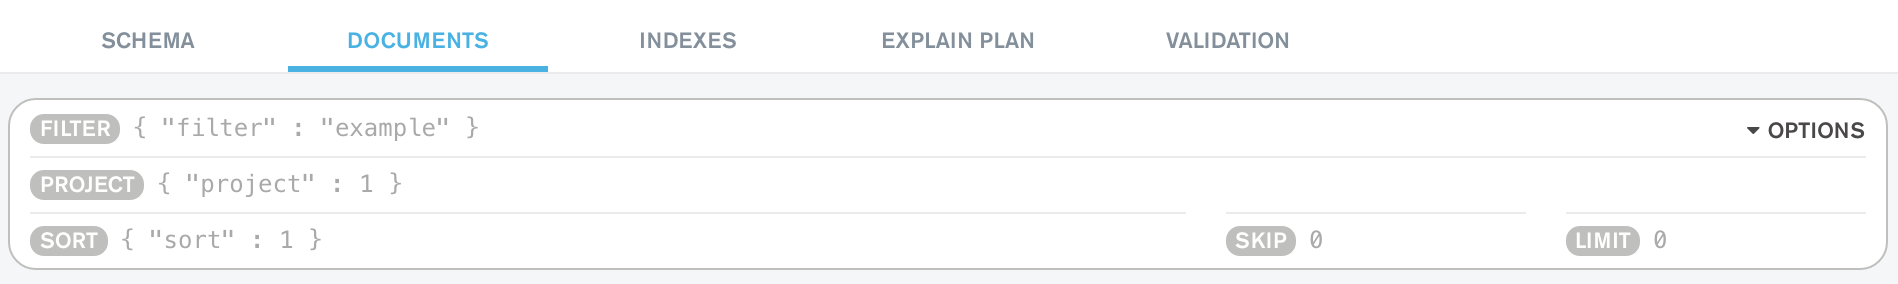 SCHEMA DOCUMENTS INDEXES EXPLAIN PLAN VALIDATION
FILTER { "filter" : "example" } OPTIONS
PROJECT { "project" : 1 }
SORT { "sort" : 1 } SKIP 0 LIMIT 0